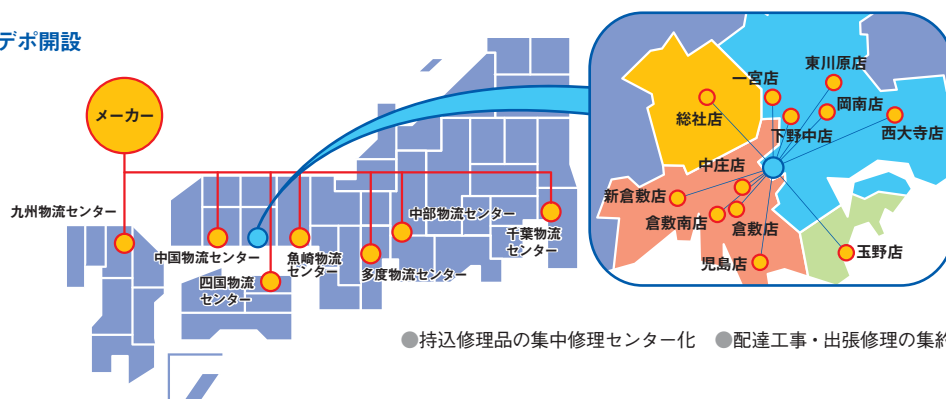 デポ開設
メーカー
九州物流センター
中国物流センター
四国物流
センター
魚崎物流
センター
多度物流センター
中部物流センター
千葉物流
センター
東川原店
一宮店
岡南店
総社店
下野中店
西大寺店
中庄店
新倉敷店
倉敷南店
倉敷店
児島店
玉野店
●持込修理品の集中修理センター化 ●配達工事・出張修理の集約